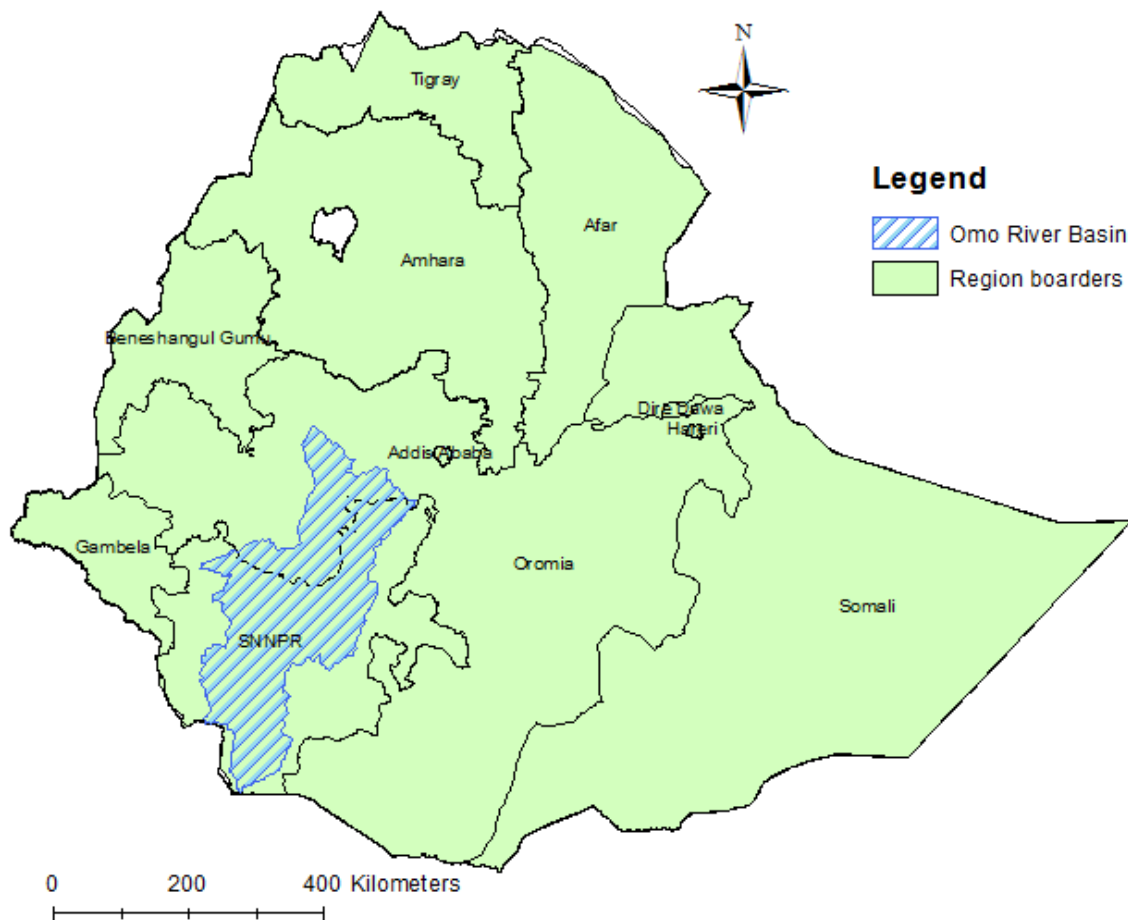 N
Tigray
Legend
Afar
Omo River Basin
Amhara
Region boarders
Beneshangul Gumu
Dire Dawa
Hareri
Addis Ababa
Gambela
Oromia
Somali
SNNPR
0 200 400 Kilometers